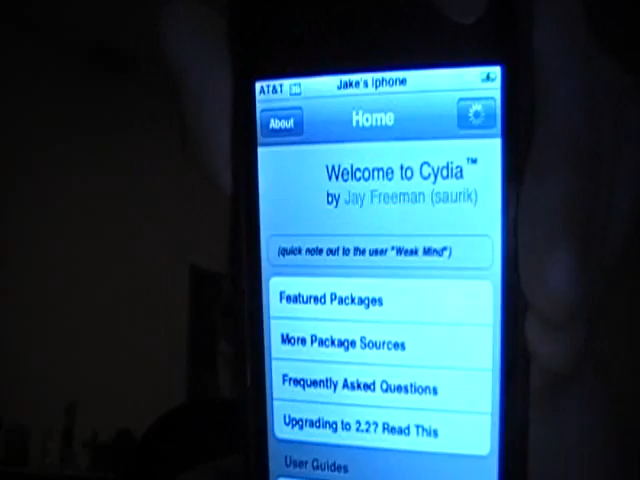 AT&T Jake's iphone
About Home
Welcome to Cydia™
by Jay Freeman (saurik)
(quick note out to the user "Weak Mind")
Featured Packages
More Package Sources
Frequently Asked Questions
Upgrading to 2.2? Read This
User Guides